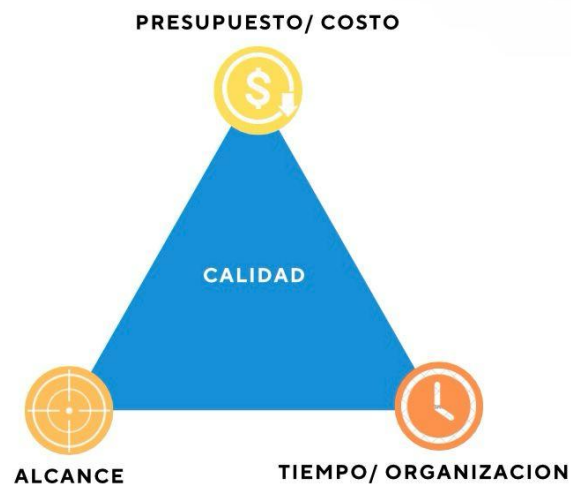 PRESUPUESTO/ COSTO
$
CALIDAD
ALCANCE
TIEMPO/ ORGANIZACION